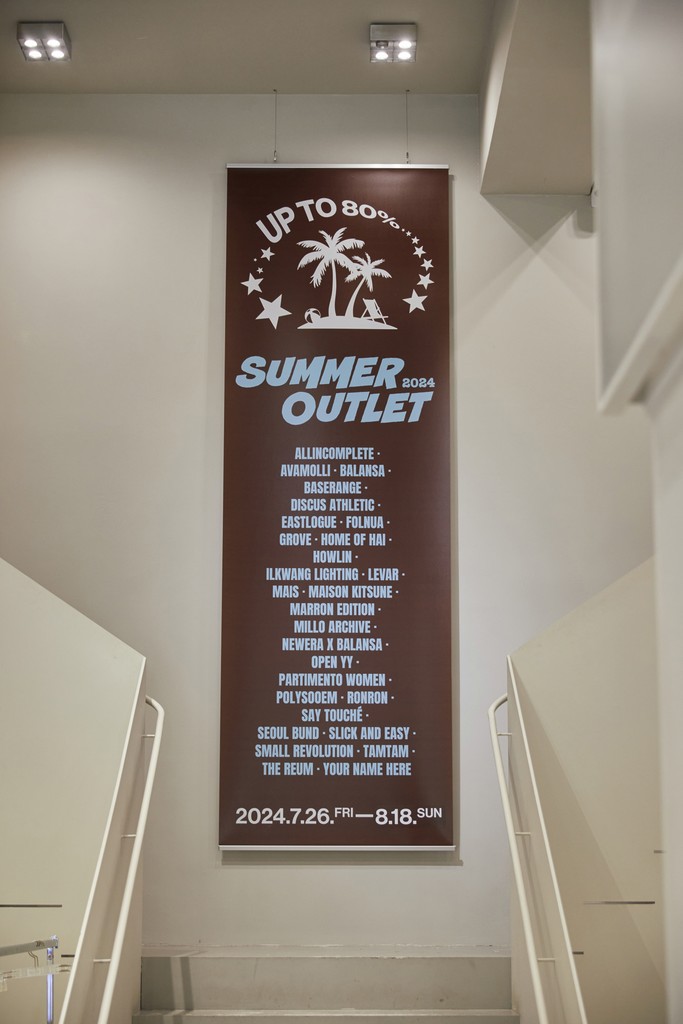 UP TO 80%
SUMMER
2024
OUTLET
ALLINCOMPLETE ·
AVAMOLLI · BALANSA ·
BASERANGE ·
DISCUS ATHLETIC ·
EASTLOGUE · FOLNUA ·
GROVE · HOME OF HAI ·
HOWLIN ·
ILKWANG LIGHTING · LEVAR ·
MAIS · MAISON KITSUNE ·
MARRON EDITION ·
MILLO ARCHIVE ·
NEWERA X BALANSA ·
OPEN YY ·
PARTIMENTO WOMEN ·
POLYSOOEM · RONRON ·
SAY TOUCHÉ ·
SEOUL BUND · SLICK AND EASY ·
SMALL REVOLUTION · TAMTAM ·
THE REUM · YOUR NAME HERE
2024.7.26.FRI—8.18.SUN